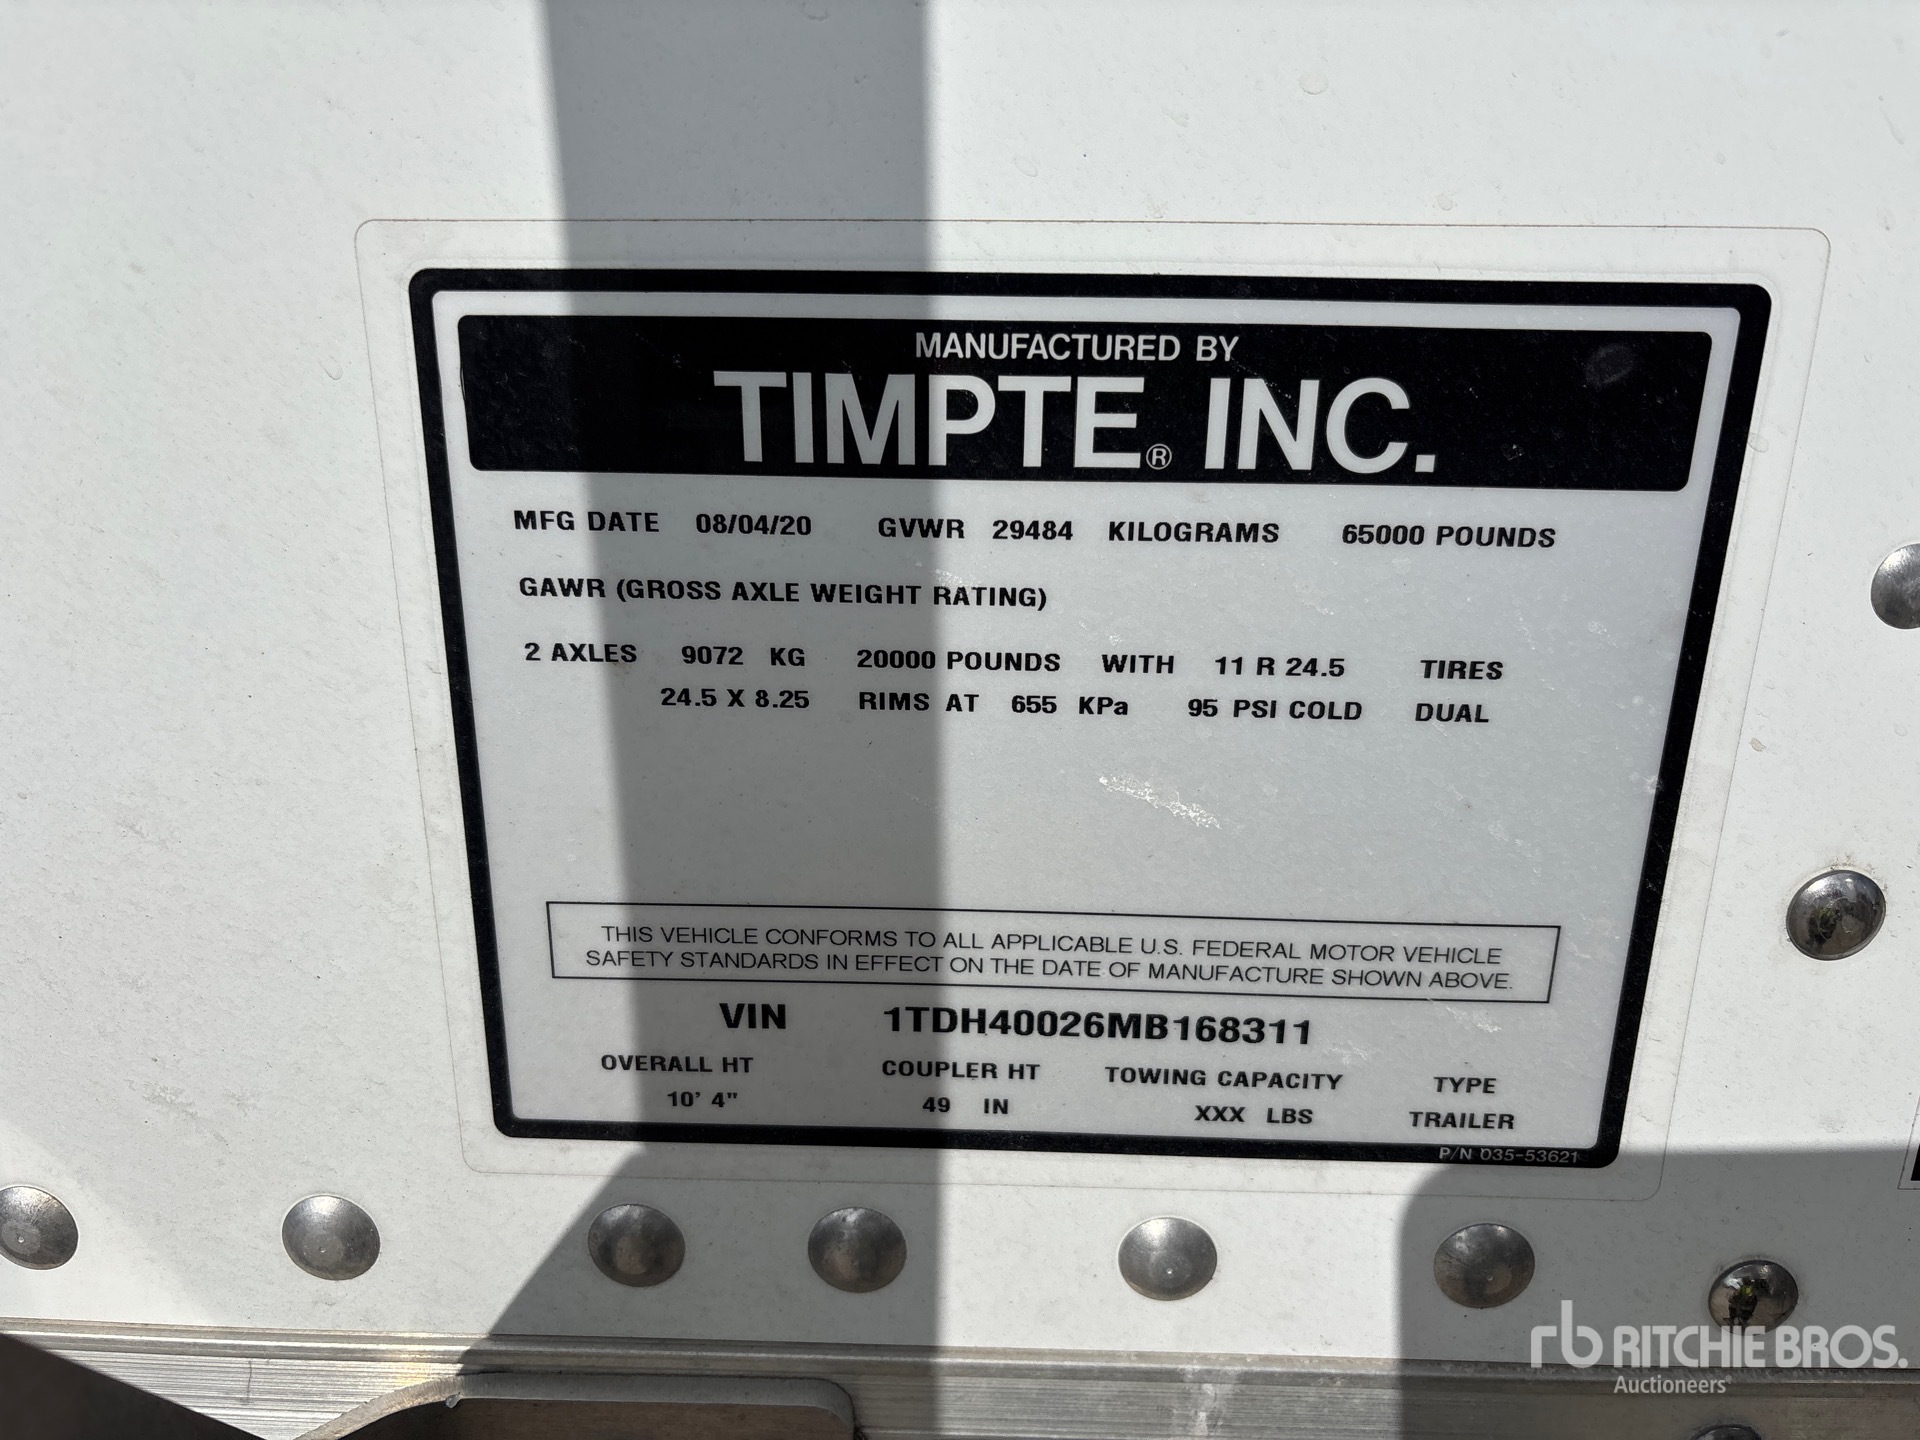 MANUFACTURED BY
TIMPTE® INC.
MFG DATE 08/04/20 GVWR 29484 KILOGRAMS 65000 POUNDS
GAWR (GROSS AXLE WEIGHT RATING)
2 AXLES 9072 KG 20000 POUNDS WITH 11 R 24.5 TIRES
24.5 X 8.25 RIMS AT 655 KPa 95 PSI COLD DUAL
THIS VEHICLE CONFORMS TO ALL APPLICABLE U.S. FEDERAL MOTOR VEHICLE
SAFETY STANDARDS IN EFFECT ON THE DATE OF MANUFACTURE SHOWN ABOVE.
VIN 1TDH40026MB168311
OVERALL HT COUPLER HT TOWING CAPACITY TYPE
10' 4" 49 IN XXX LBS TRAILER
P/N 035-53621
rb RITCHIE BROS.
Auctioneers